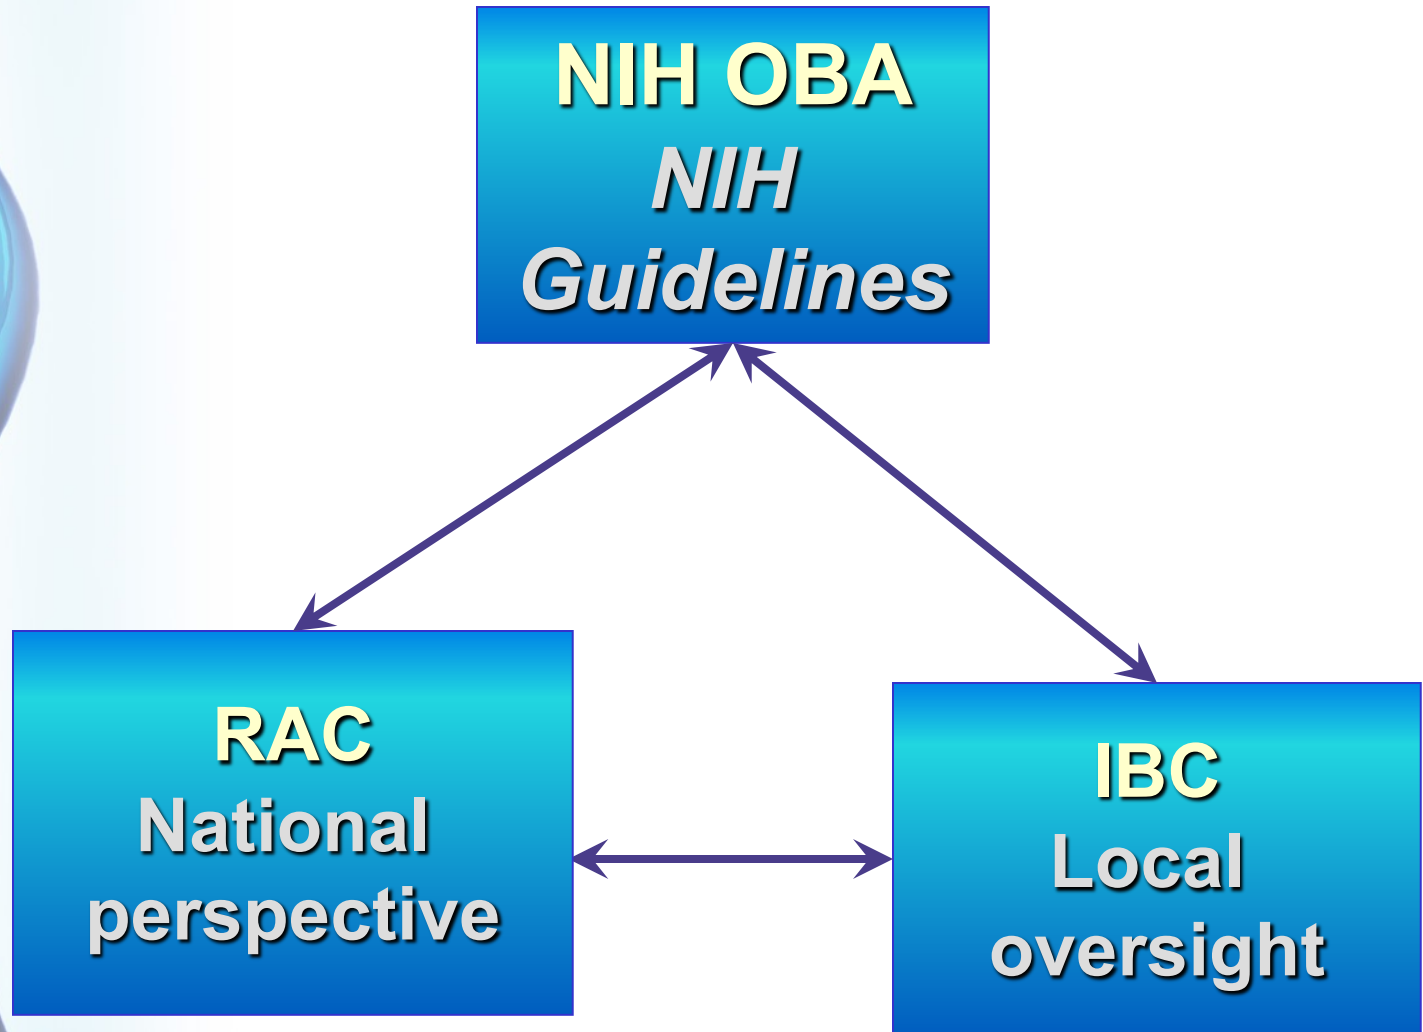 NIH OBA
NIH
Guidelines
RAC
National
perspective
IBC
Local
oversight